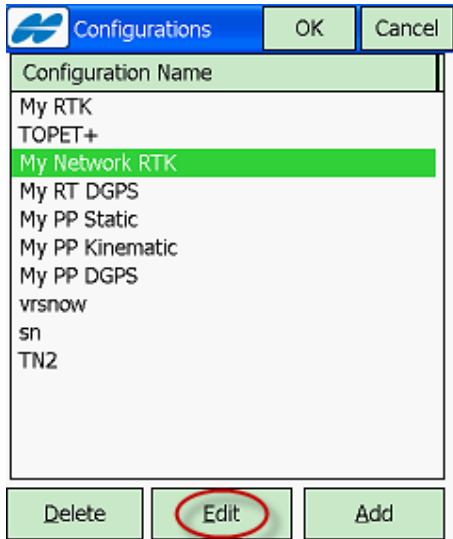 Configurations OK Cancel
Configuration Name
My RTK
TOPET+
My Network RTK
My RT DGPS
My PP Static
My PP Kinematic
My PP DGPS
vrsnow
sn
TN2
Delete Edit Add